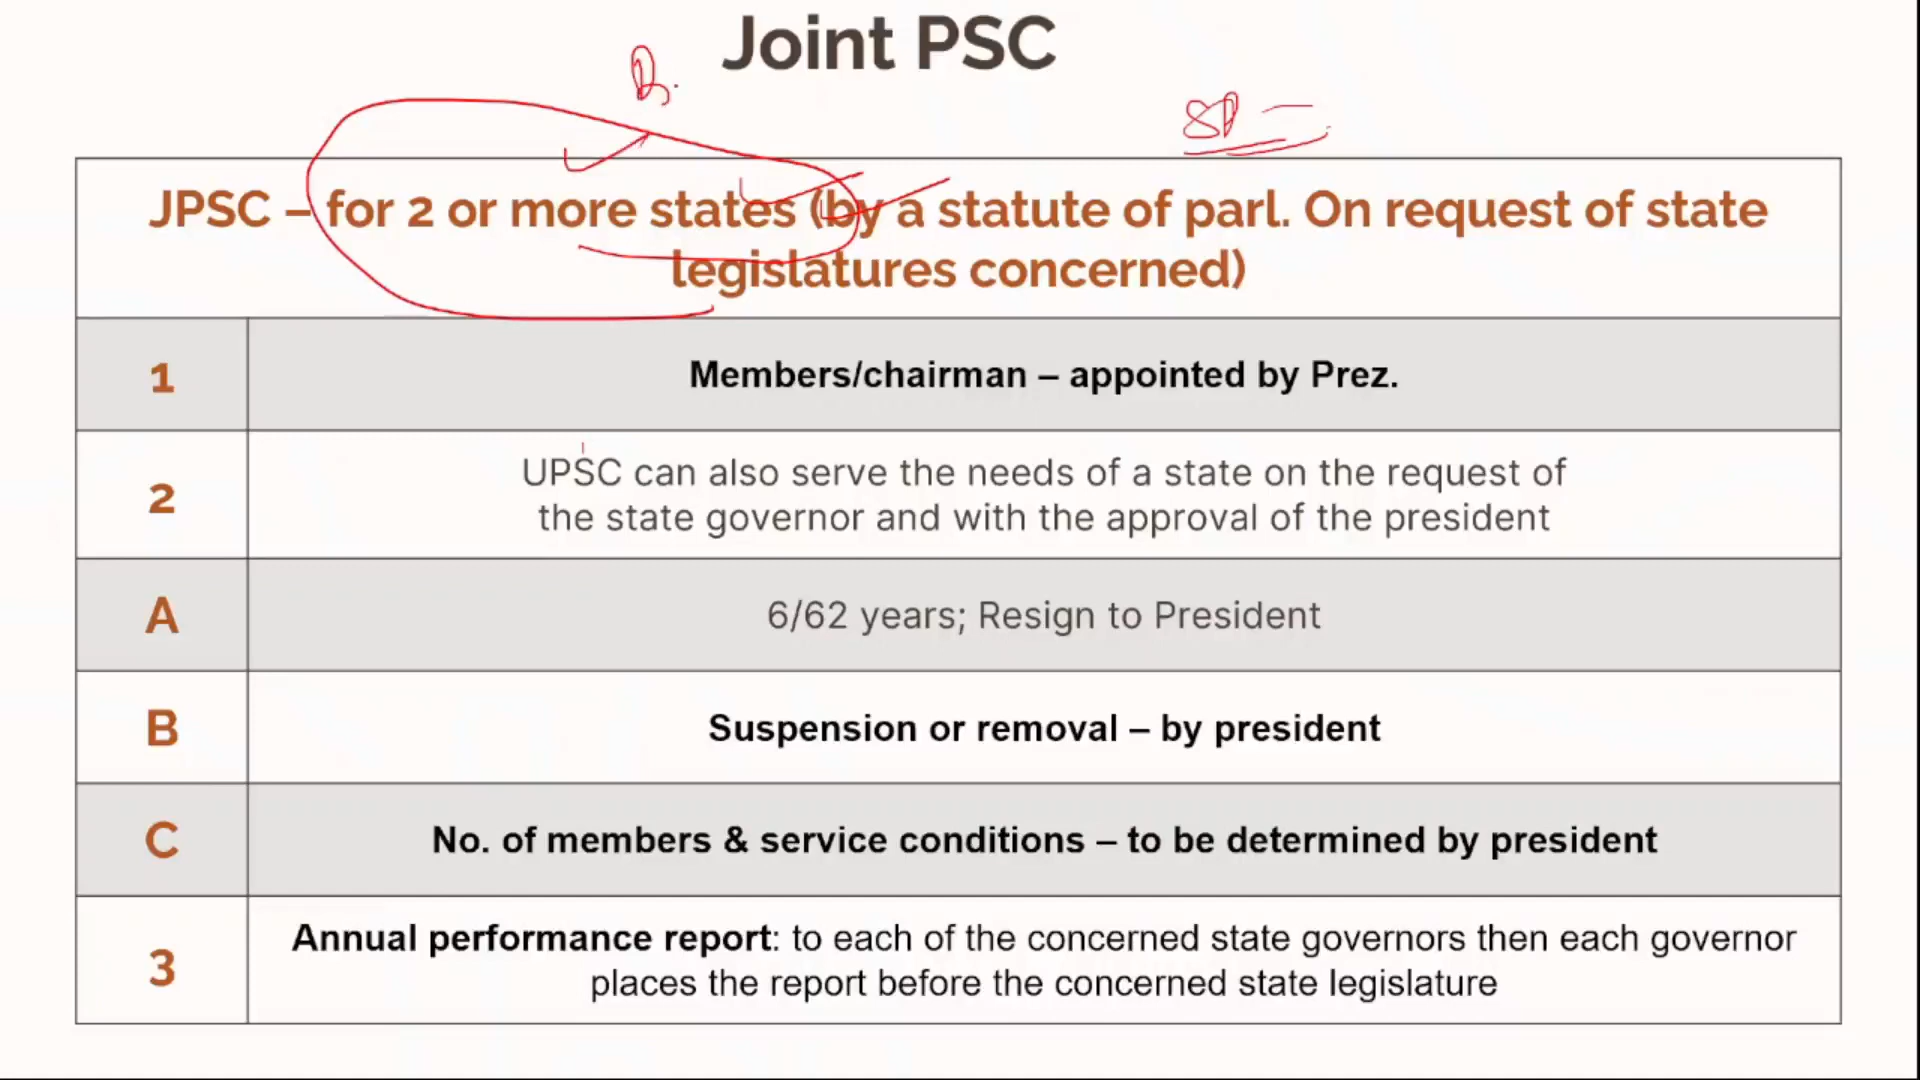 Joint PSC
JPSC – for 2 or more states (by a statute of parl. On request of state
legislatures concerned)
1
Members/chairman – appointed by Prez.
2
UPSC can also serve the needs of a state on the request of
the state governor and with the approval of the president
A
6/62 years; Resign to President
B
Suspension or removal – by president
C
No. of members & service conditions – to be determined by president
3
Annual performance report: to each of the concerned state governors then each governor
places the report before the concerned state legislature